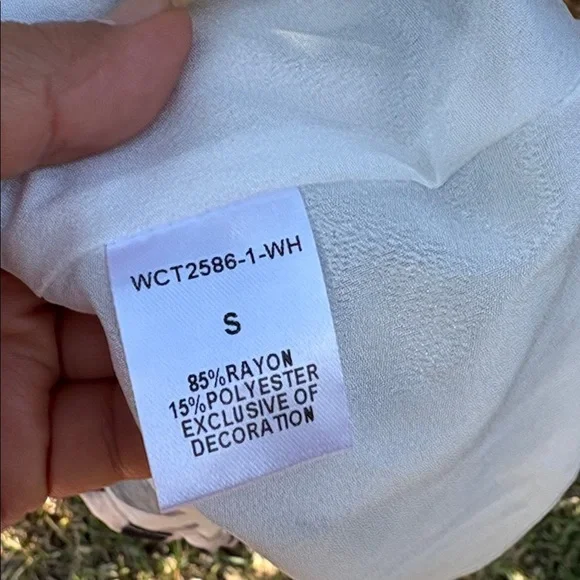 WCT2586-1-WH
S
85%RAYON
15%POLYESTER
EXCLUSIVE OF
DECORATION